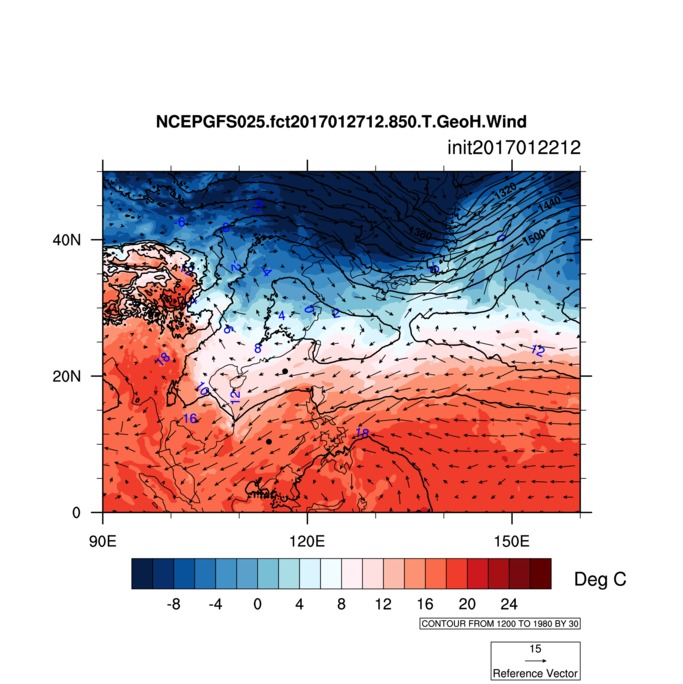 NCEPGFS025.fct2017012712.850.T.GeoH.Wind
init2017012212
1320
1440
1380
1500
40N
4
8
12
18
20N
10
12
16
18
0
90E
120E
150E
Deg C
-8
-4
0
4
8
12
16
20
24
CONTOUR FROM 1200 TO 1980 BY 30
15
Reference Vector